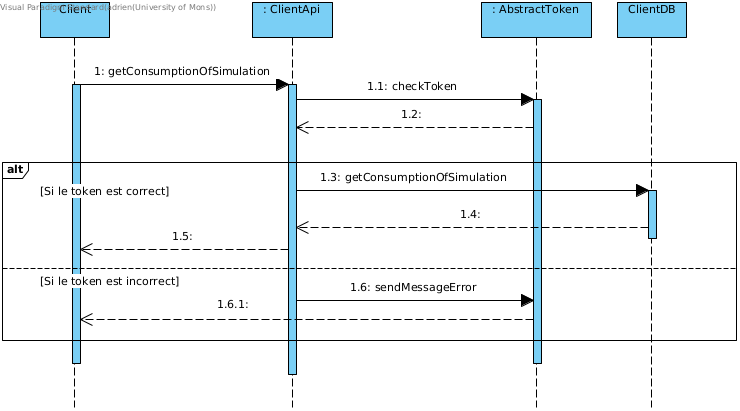 Visual Paradigm Standard(adrien(University of Mons))
Client
: ClientApi
: AbstractToken
ClientDB
1: getConsumptionOfSimulation
1.1: checkToken
1.2:
alt
[Si le token est correct]
1.3: getConsumptionOfSimulation
1.4:
1.5:
[Si le token est incorrect]
1.6: sendMessageError
1.6.1: